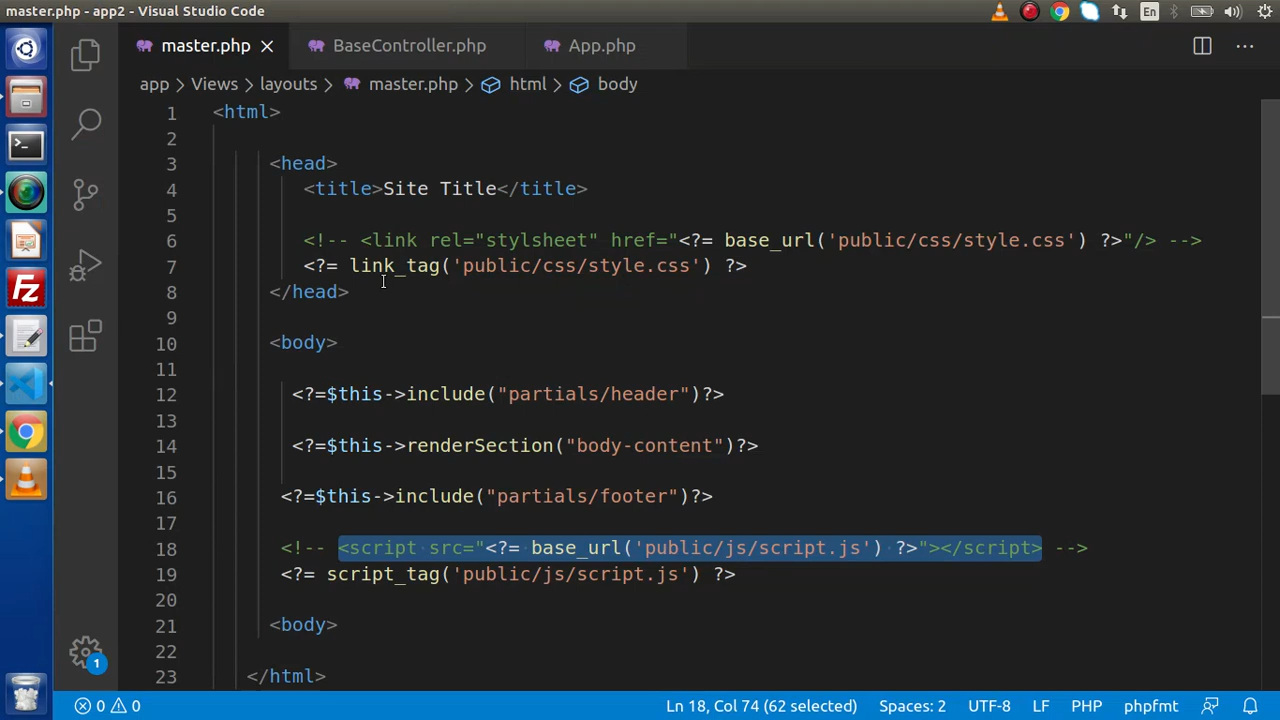 master.php - app2 - Visual Studio Code
En
master.php
BaseController.php
App.php
app > Views > layouts > master.php > html > body
1 <html>
2
3 <head>
4 <title>Site Title</title>
5
6 <!-- <link rel="stylsheet" href="<?= base_url('public/css/style.css') ?>"/> -->
7 <?= link_tag('public/css/style.css') ?>
8 </head>
9
10 <body>
11
12 <?=$this->include("partials/header")?>
13
14 <?=$this->renderSection("body-content")?>
15
16 <?=$this->include("partials/footer")?>
17
18 <!-- <script src="<?= base_url('public/js/script.js') ?>"></script> -->
19 <?= script_tag('public/js/script.js') ?>
20
21 <body>
22
23 </html>
1
0 0
Ln 18, Col 74 (62 selected)
Spaces: 2
UTF-8
LF
PHP
phpfmt